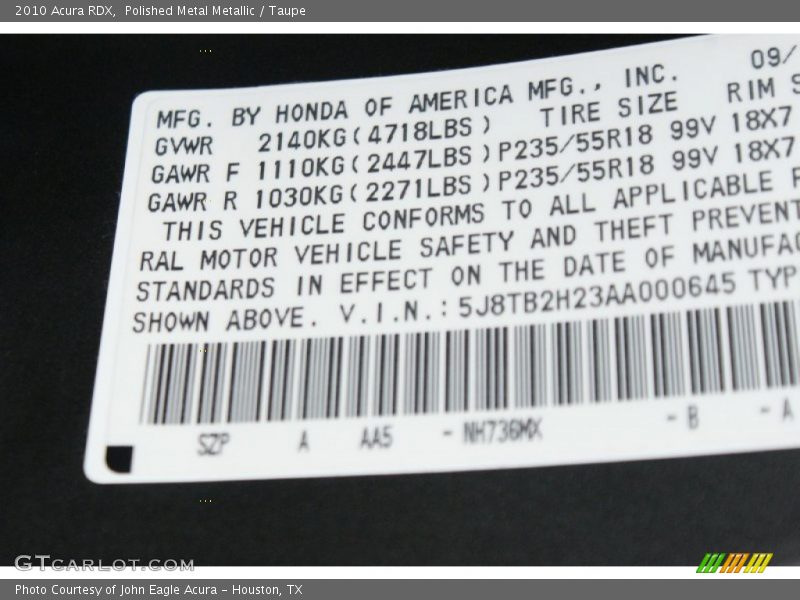 2010 Acura RDX,  Polished Metal Metallic / Taupe
MFG. BY HONDA OF AMERICA MFG., INC. 09/
GVWR 2140KG(4718LBS) TIRE SIZE RIM S
GAWR F 1110KG(2447LBS)P235/55R18 99V 18X7
GAWR R 1030KG(2271LBS)P235/55R18 99V 18X7
THIS VEHICLE CONFORMS TO ALL APPLICABLE F
RAL MOTOR VEHICLE SAFETY AND THEFT PREVENT
STANDARDS IN EFFECT ON THE DATE OF MANUFAC
SHOWN ABOVE. V.I.N.: 5J8TB2H23AA000645 TYP
SZP A AA5 - NH736MX - B - A
GTCARLOT.COM
Photo Courtesy of John Eagle Acura - Houston, TX